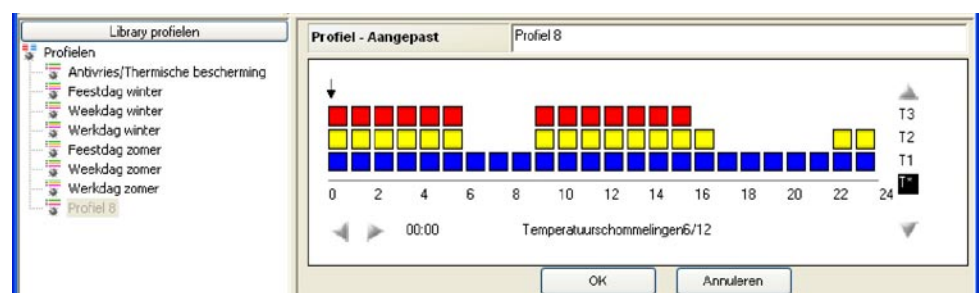 Library profielen
Profielen
Antivries/Thermische bescherming
Feestdag winter
Weekdag winter
Werkdag winter
Feestdag zomer
Weekdag zomer
Werkdag zomer
Profiel 8
Profiel - Aangepast Profiel 8
T3
T2
T1
T*
0 2 4 6 8 10 12 14 16 18 20 22 24
00:00 Temperatuurschommelingen6/12
OK Annuleren